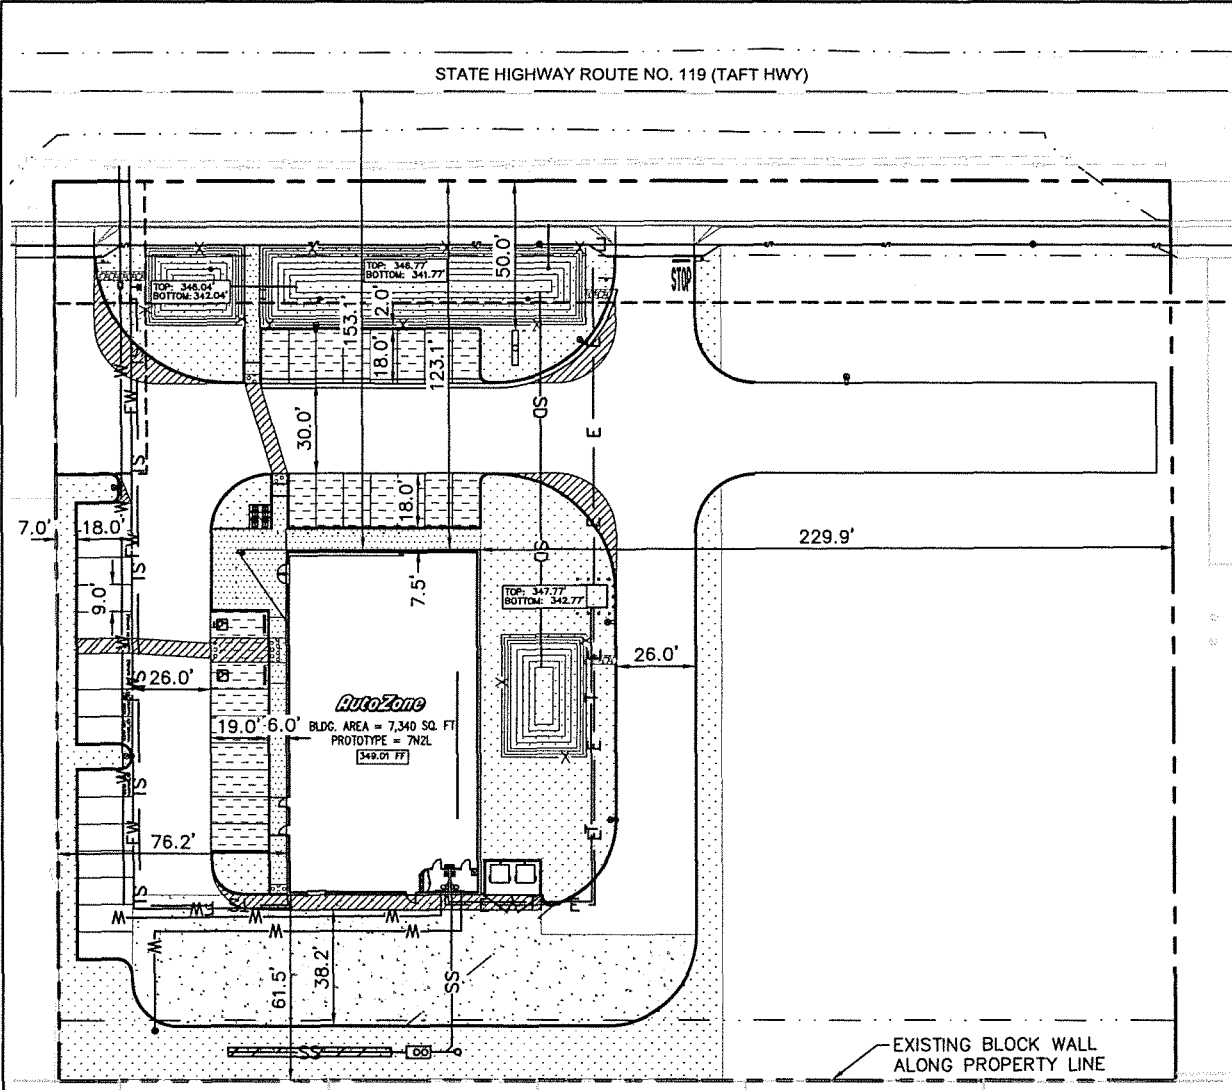 STATE HIGHWAY ROUTE NO. 119 (TAFT HWY)
50.0'
STOP
TOP: 346.77'
BOTTOM: 341.77'
TOP: 346.04'
BOTTOM: 342.04'
2.0'
153.1'
18.0'
123.1'
FW
SD
30.0'
E
18.0'
7.0'
18.0'
229.9'
SD
7.5'
9.0'
TOP: 347.77'
BOTTOM: 342.77'
26.0'
26.0'
AutoZone
19.0'
6.0'
BLDG. AREA = 7,340 SQ. FT
PROTOTYPE = 7N2L
349.01 FF
FW
76.2'
W
W
W
W
W
W
61.5'
38.2'
SS
SS
EXISTING BLOCK WALL
ALONG PROPERTY LINE